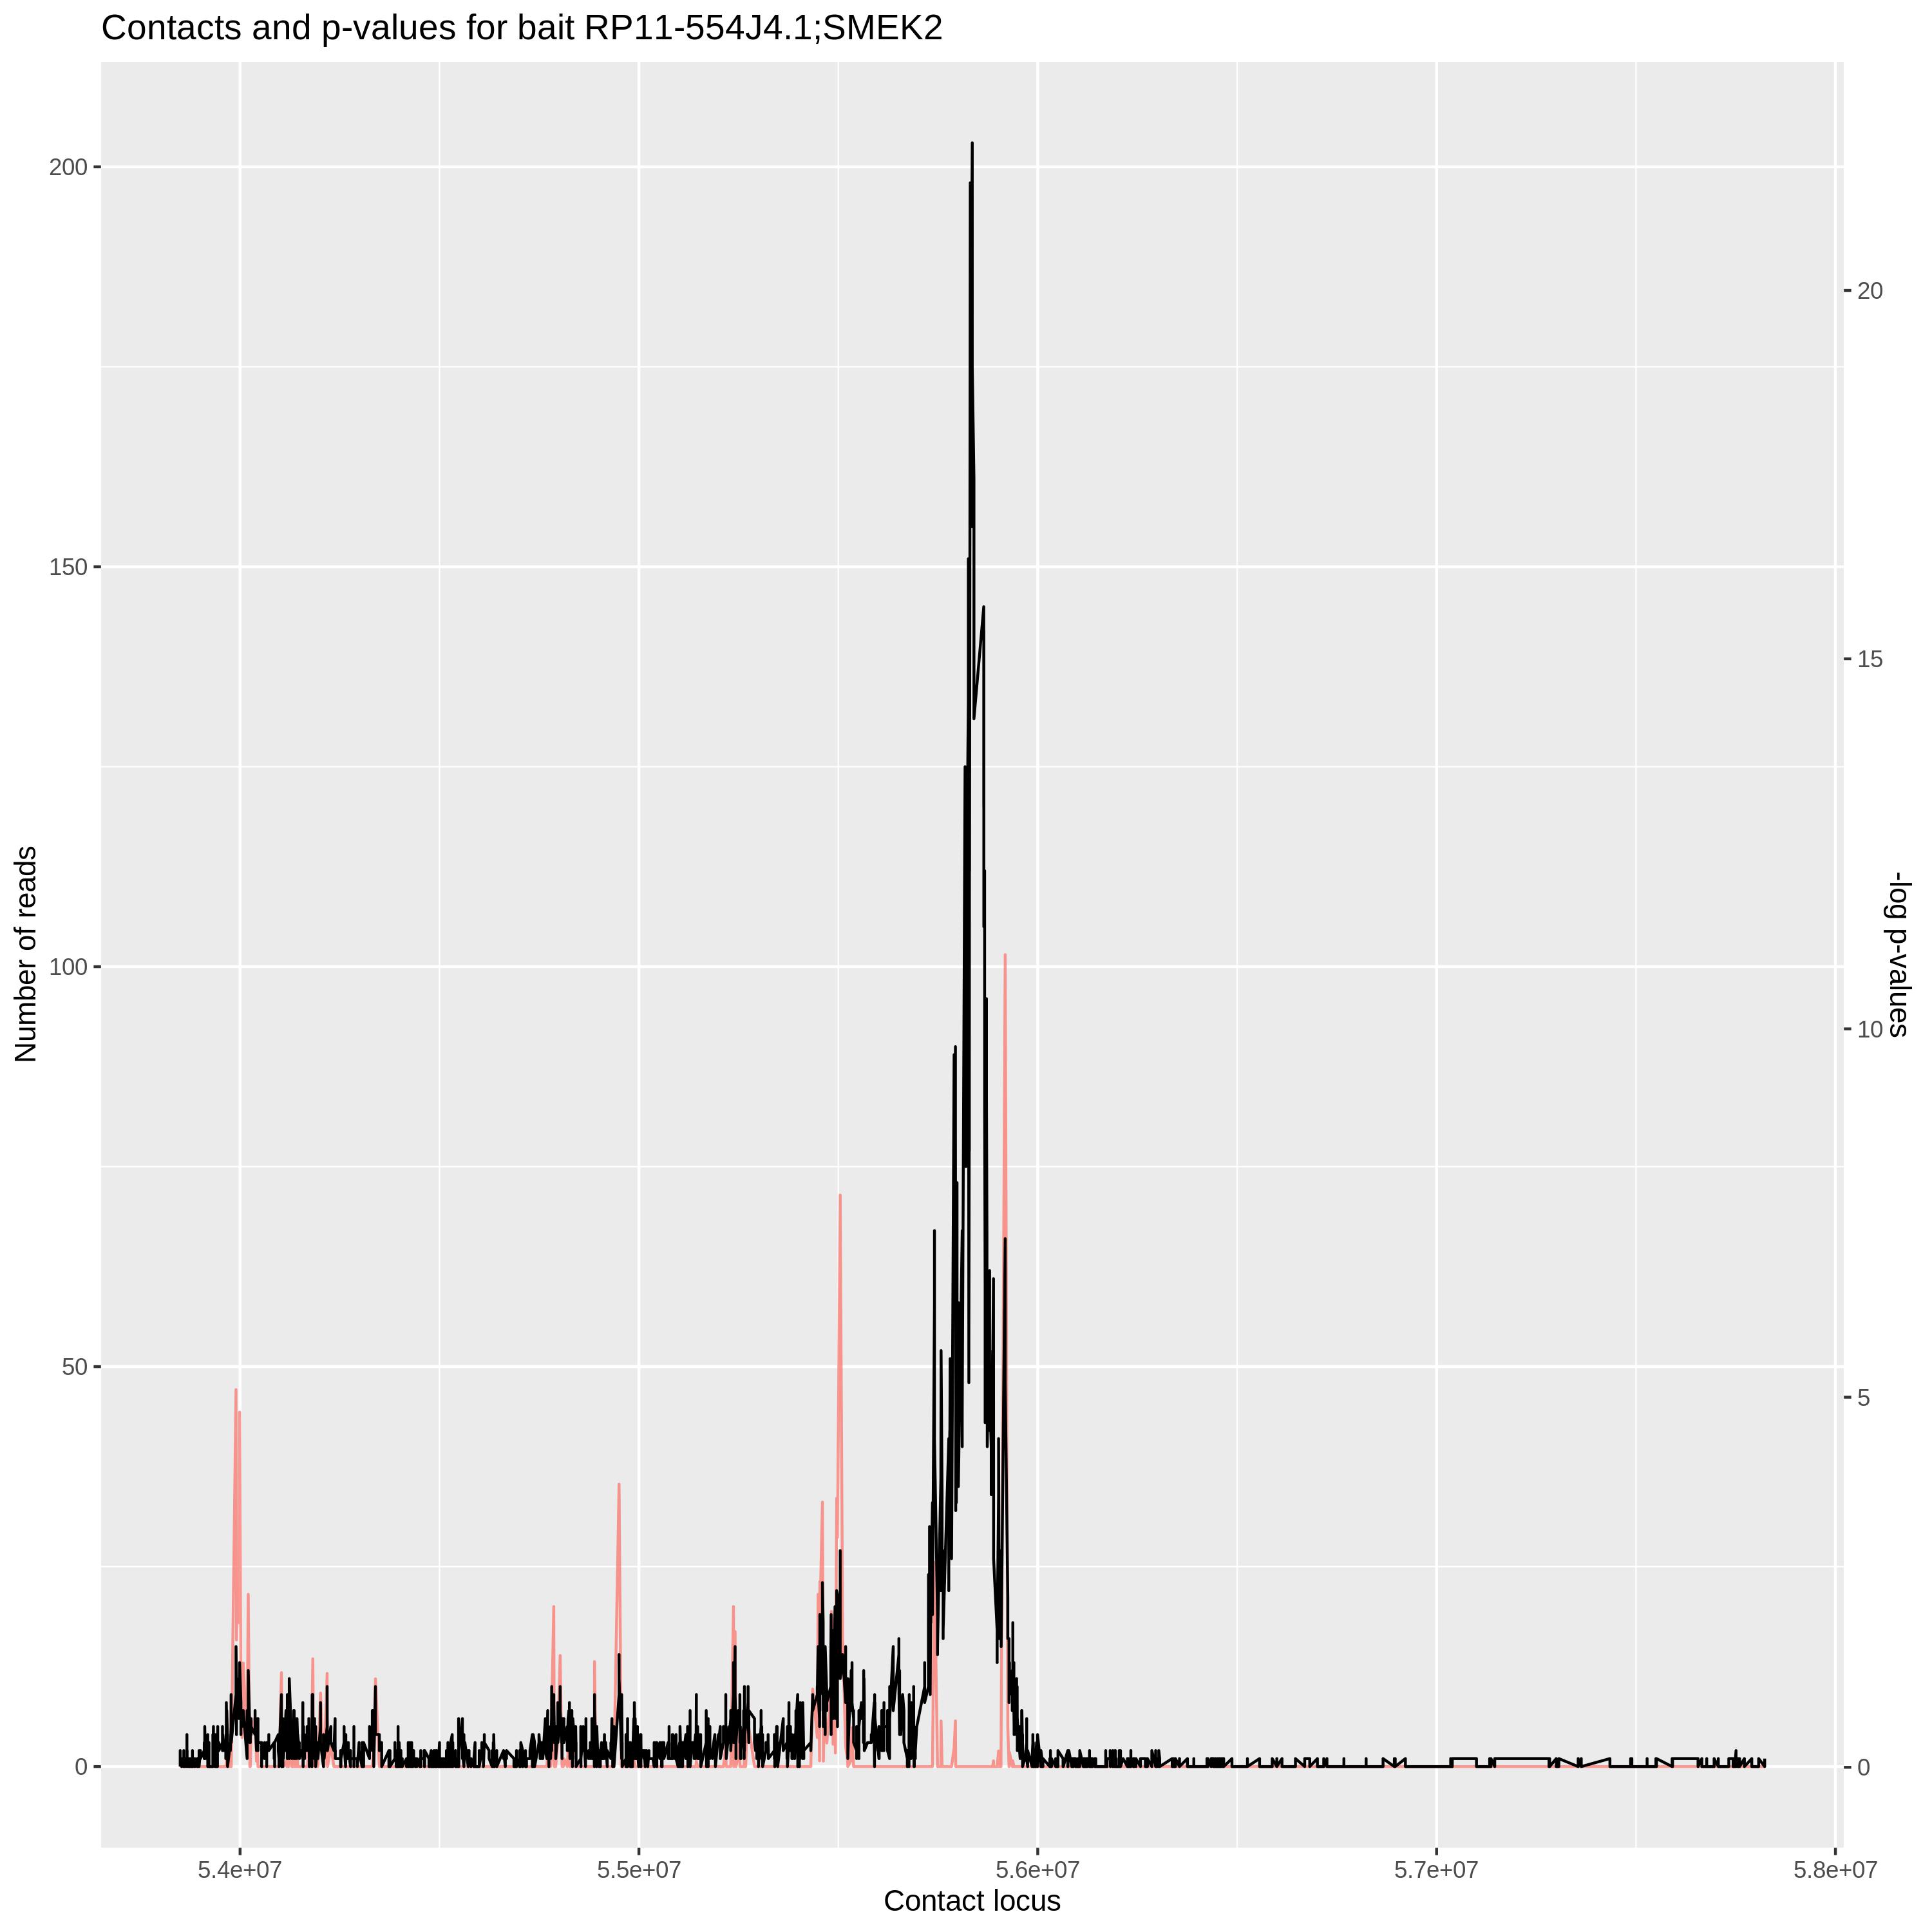 Contacts and p-values for bait RP11-554J4.1;SMEK2
Number of reads
200
150
100
50
0
20
15
10
5
0
-log p-values
5.4e+07
5.5e+07
5.6e+07
5.7e+07
5.8e+07
Contact locus